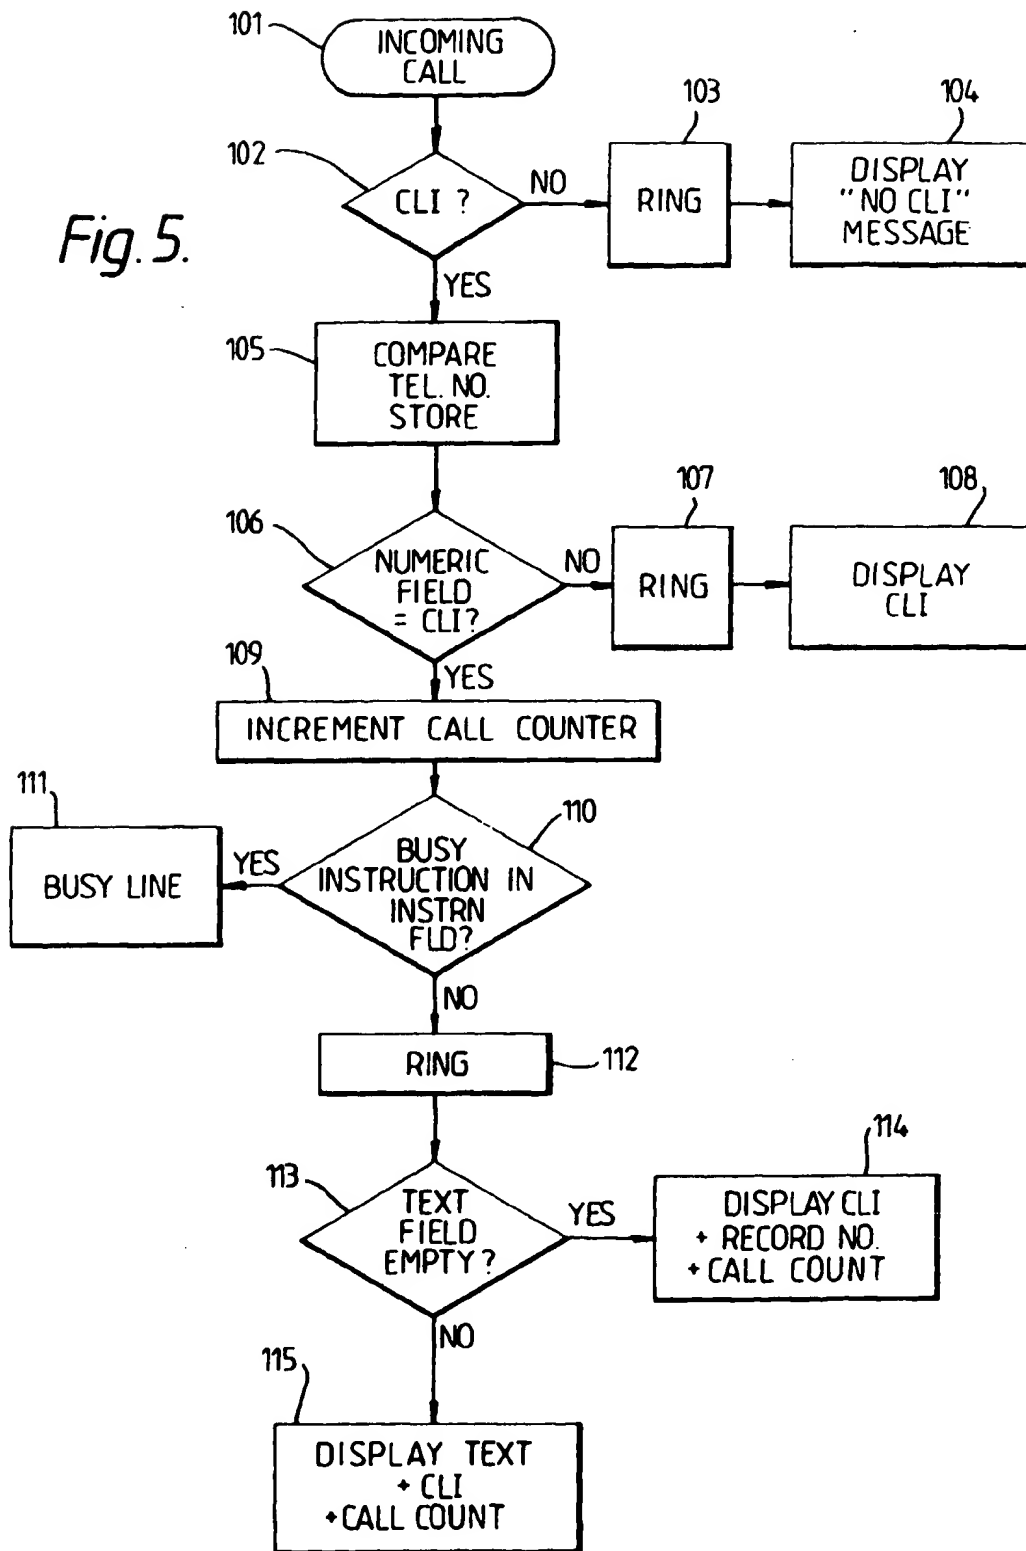 101
INCOMING
CALL
103
104
102
CLI ?
NO
RING
DISPLAY
"NO CLI"
MESSAGE
Fig. 5.
YES
105
COMPARE
TEL. NO.
STORE
106
107
108
NUMERIC
FIELD
= CLI?
NO
RING
DISPLAY
CLI
109
YES
INCREMENT CALL COUNTER
111
110
BUSY
INSTRUCTION IN
INSTRN
FLD?
YES
BUSY LINE
NO
RING
112
113
114
TEXT
FIELD
EMPTY?
YES
DISPLAY CLI
+ RECORD NO.
+ CALL COUNT
NO
115
DISPLAY TEXT
+ CLI
+ CALL COUNT